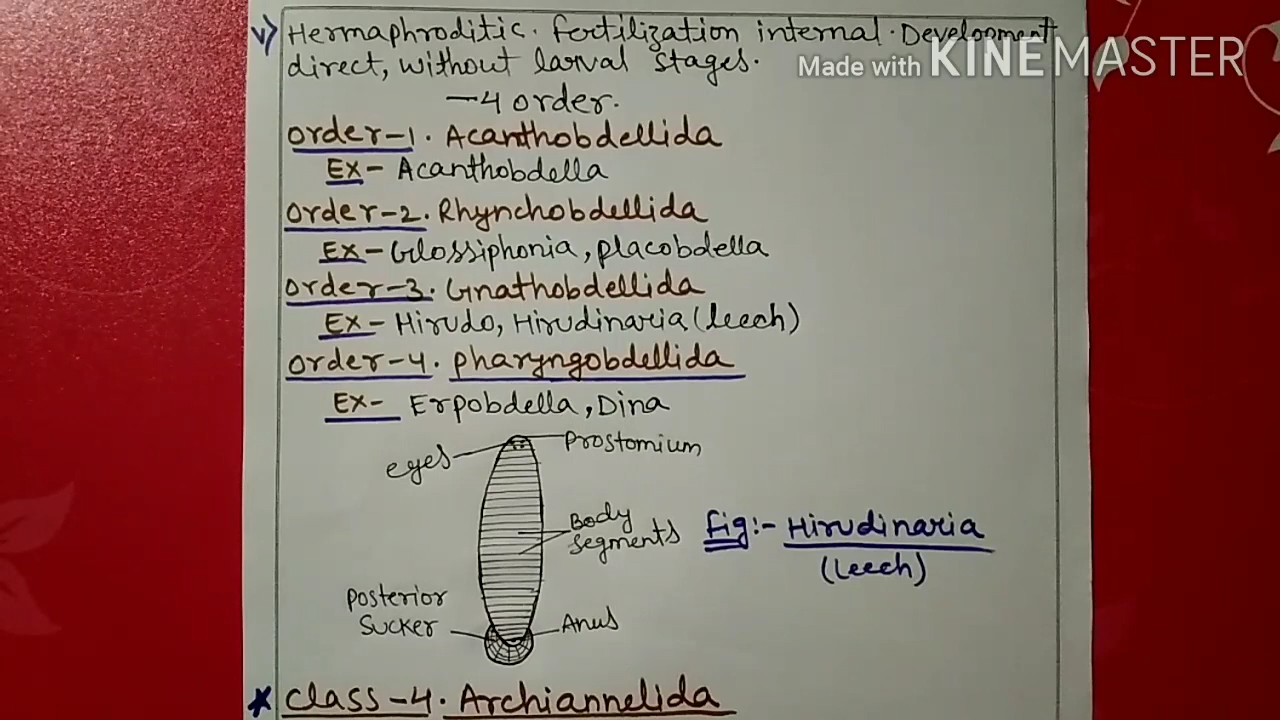 v) Hermaphroditic. Fertilization internal. Development
direct, without larval stages.
Made with KINEMASTER
— 4 order.
order-1. Acanthobdellida
Ex- Acanthobdella
order-2. Rhynchobdellida
Ex- Glossiphonia, placobdella
order-3. Gnathobdellida
Ex- Hirudo, Hirudinaria (leech)
order-4. pharyngobdellida
Ex- Erpobdella, Dina
eyes
Prostomium
Body
segments
Fig:- Hirudinaria
(Leech)
Posterior
Sucker
Anus
* Class-4. Archiannelida